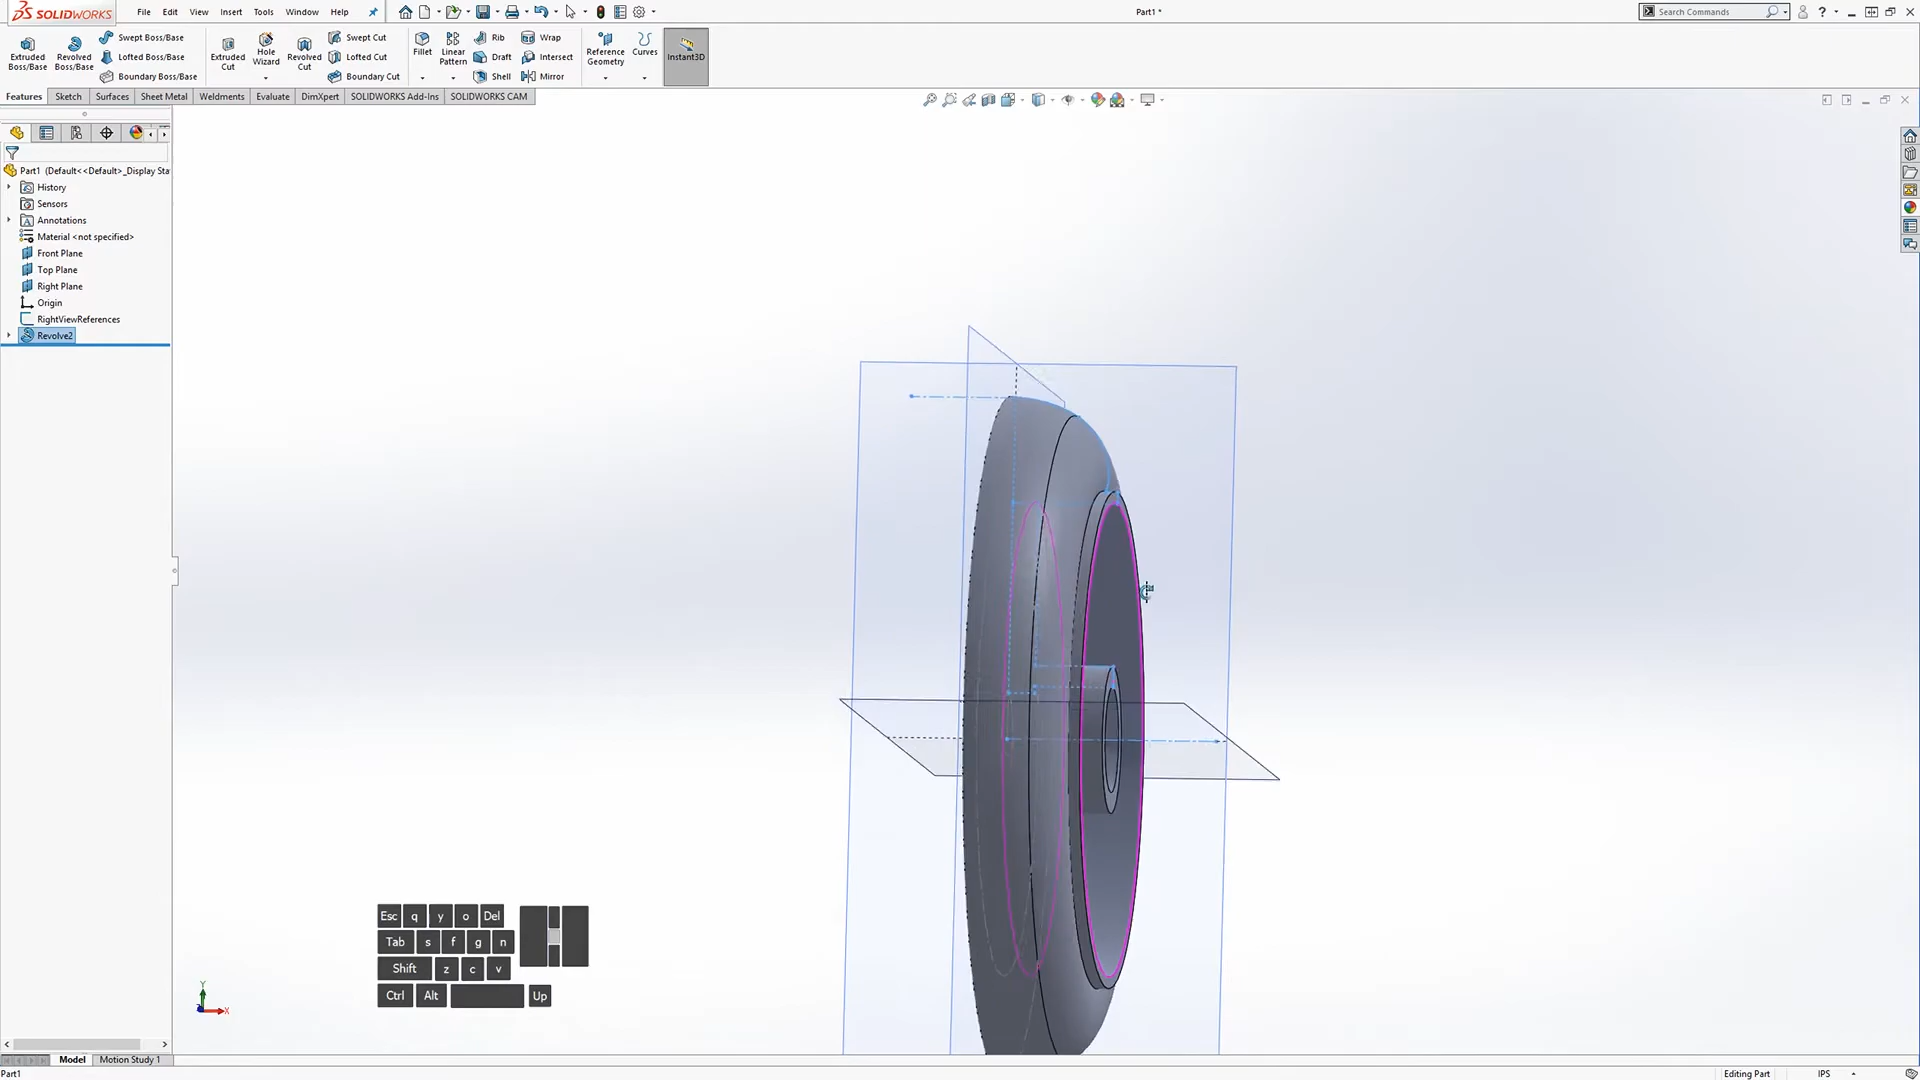 SOLIDWORKS File Edit View Insert Tools Window Help Part1 * Search Commands ?
Extruded Boss/Base
Revolved Boss/Base
Swept Boss/Base
Lofted Boss/Base
Boundary Boss/Base
Extruded Cut
Hole Wizard
Revolved Cut
Swept Cut
Lofted Cut
Boundary Cut
Fillet
Linear Pattern
Rib
Draft
Shell
Wrap
Intersect
Mirror
Reference Geometry
Curves
Instant3D
Features Sketch Surfaces Sheet Metal Weldments Evaluate DimXpert SOLIDWORKS Add-Ins SOLIDWORKS CAM
Part1 (Default<<Default>_Display Sta
History
Sensors
Annotations
Material <not specified>
Front Plane
Top Plane
Right Plane
Origin
RightViewReferences
Revolve2
Esc q y o Del
Tab s f g n
Shift z c v
Ctrl Alt Up
Y
X
Model Motion Study 1
Part1 Editing Part IPS